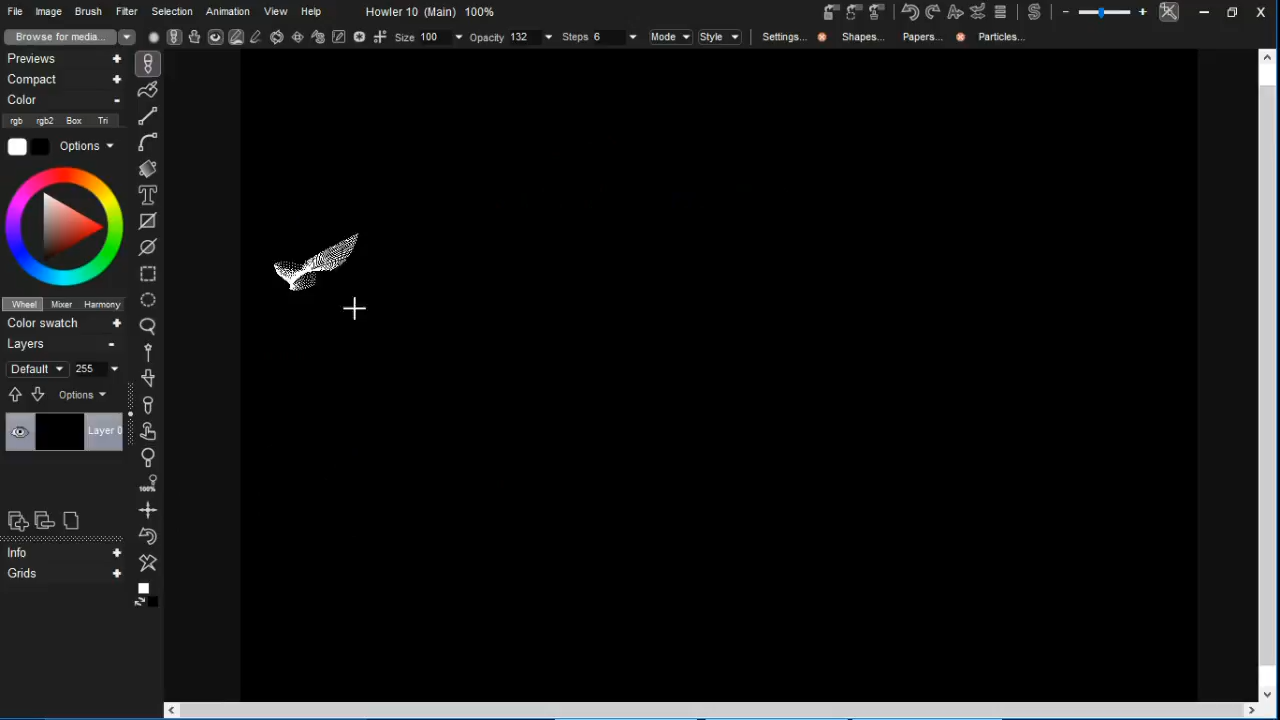 File Image Brush Filter Selection Animation View Help Howler 10 (Main) 100%
Browse for media... Size 100 Opacity 132 Steps 6 Mode Style Settings... Shapes... Papers... Particles...
Previews
Compact
Color
rgb rgb2 Box Tri
Options
Wheel Mixer Harmony
Color swatch
Layers
Default 255
Options
Layer 0
100%
Info
Grids